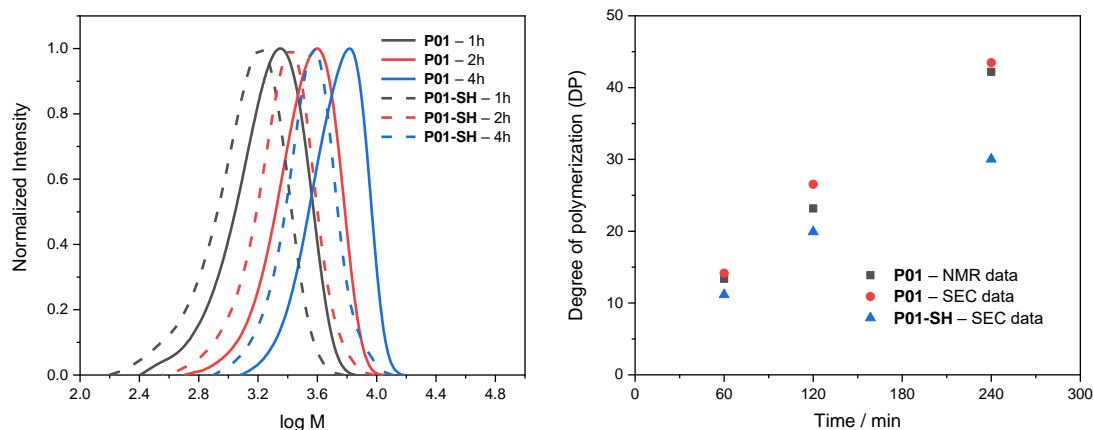 Normalized Intensity
1.0
0.8
0.6
0.4
0.2
0.0
P01 – 1h
P01 – 2h
P01 – 4h
P01-SH – 1h
P01-SH – 2h
P01-SH – 4h
2.0 2.4 2.8 3.2 3.6 4.0 4.4 4.8
log M
Degree of polymerization (DP)
50
40
30
20
10
0
P01 – NMR data
P01 – SEC data
P01-SH – SEC data
0 60 120 180 240 300
Time / min